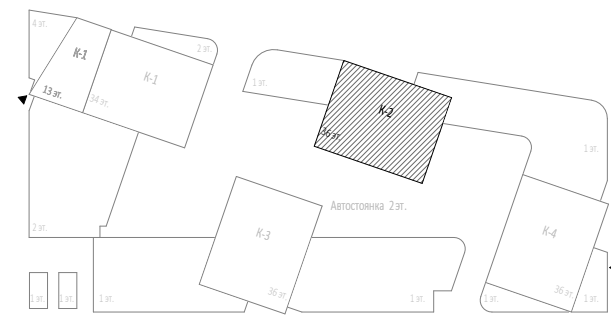 4 эт.
2 эт.
К-1
К-1
13 эт.
34 эт.
1 эт.
К-2
36 эт.
1 эт.
Автостоянка 2 эт.
2 эт.
К-3
К-4
36 эт.
36 эт.
1 эт.
1 эт.
1 эт.
1 эт.
1 эт.
1 эт.